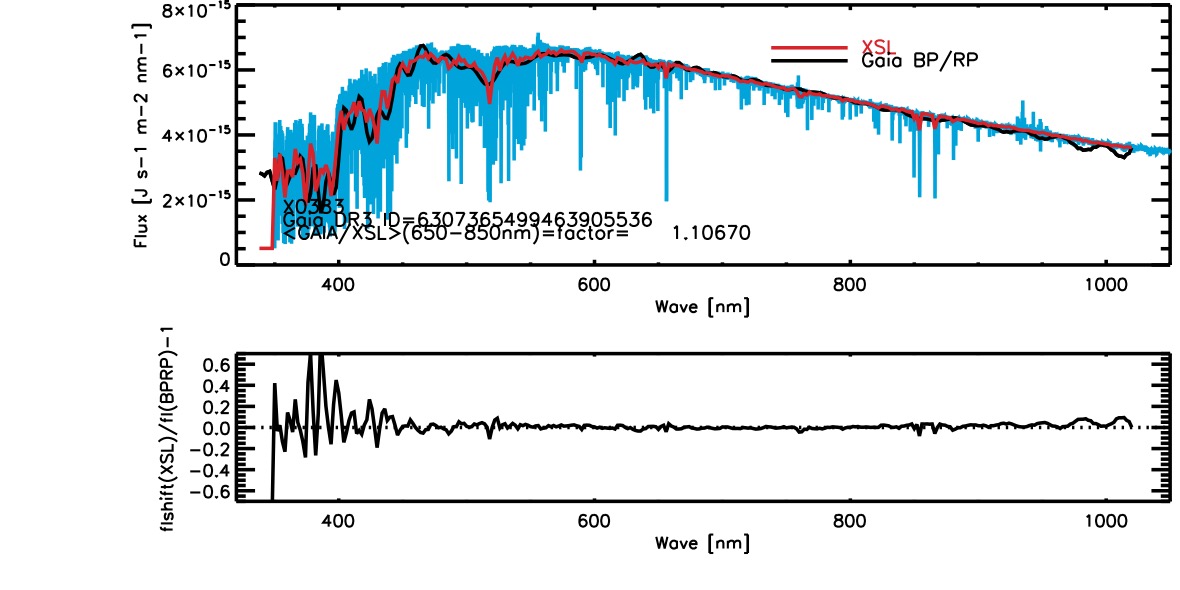 8×10−15
6×10−15
4×10−15
2×10−15
0
Flux [J s−1 m−2 nm−1]
XSL
Gaia BP/RP
X0383
Gaia DR3 ID=6307365499463905536
<GAIA/XSL>(650−850nm)=factor= 1.10670
400 600 800 1000
Wave [nm]
0.6
0.4
0.2
0.0
−0.2
−0.4
−0.6
flshift(XSL)/fl(BPRP)−1
400 600 800 1000
Wave [nm]